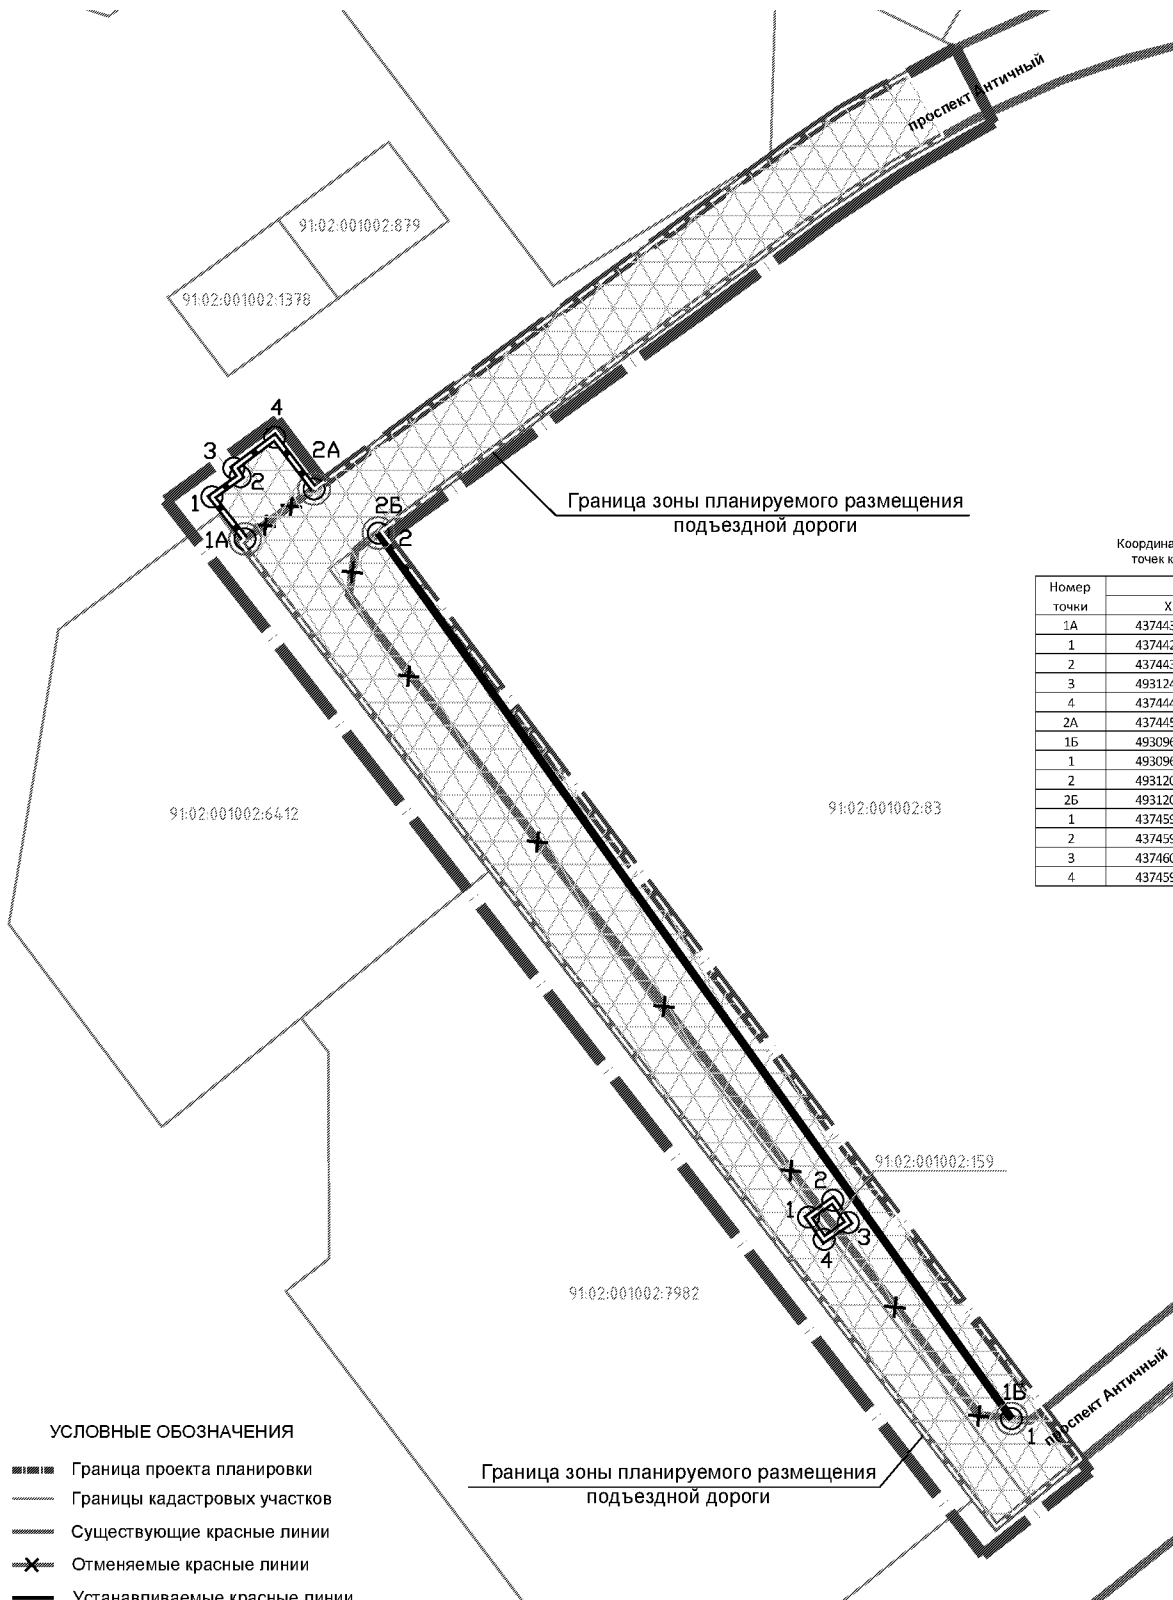 проспект Античный
91:02:001002:879
91:02:001002:1378
4
3
2А
2
1
1А
2Б
2
Граница зоны планируемого размещения
подъездной дороги
Номер
точки
X
1А
1
2
3
4
2А
1Б
1
2
2Б
1
2
3
4
91:02:001002:6412
91:02:001002:83
91:02:001002:159
2
1
3
4
91:02:001002:7982
1Б
1
проспект Античный
Граница зоны планируемого размещения
подъездной дороги
УСЛОВНЫЕ ОБОЗНАЧЕНИЯ
Граница проекта планировки
Границы кадастровых участков
Существующие красные линии
Отменяемые красные линии
Устанавливаемые красные линии